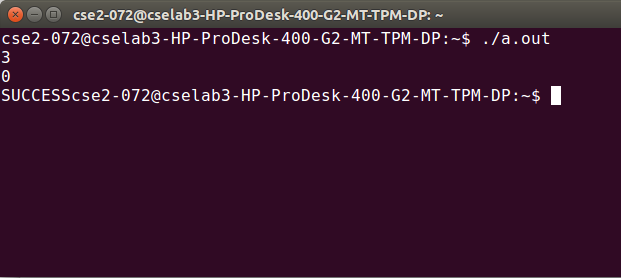 cse2-072@cselab3-HP-ProDesk-400-G2-MT-TPM-DP: ~
cse2-072@cselab3-HP-ProDesk-400-G2-MT-TPM-DP:~$ ./a.out
3
0
SUCCESScse2-072@cselab3-HP-ProDesk-400-G2-MT-TPM-DP:~$